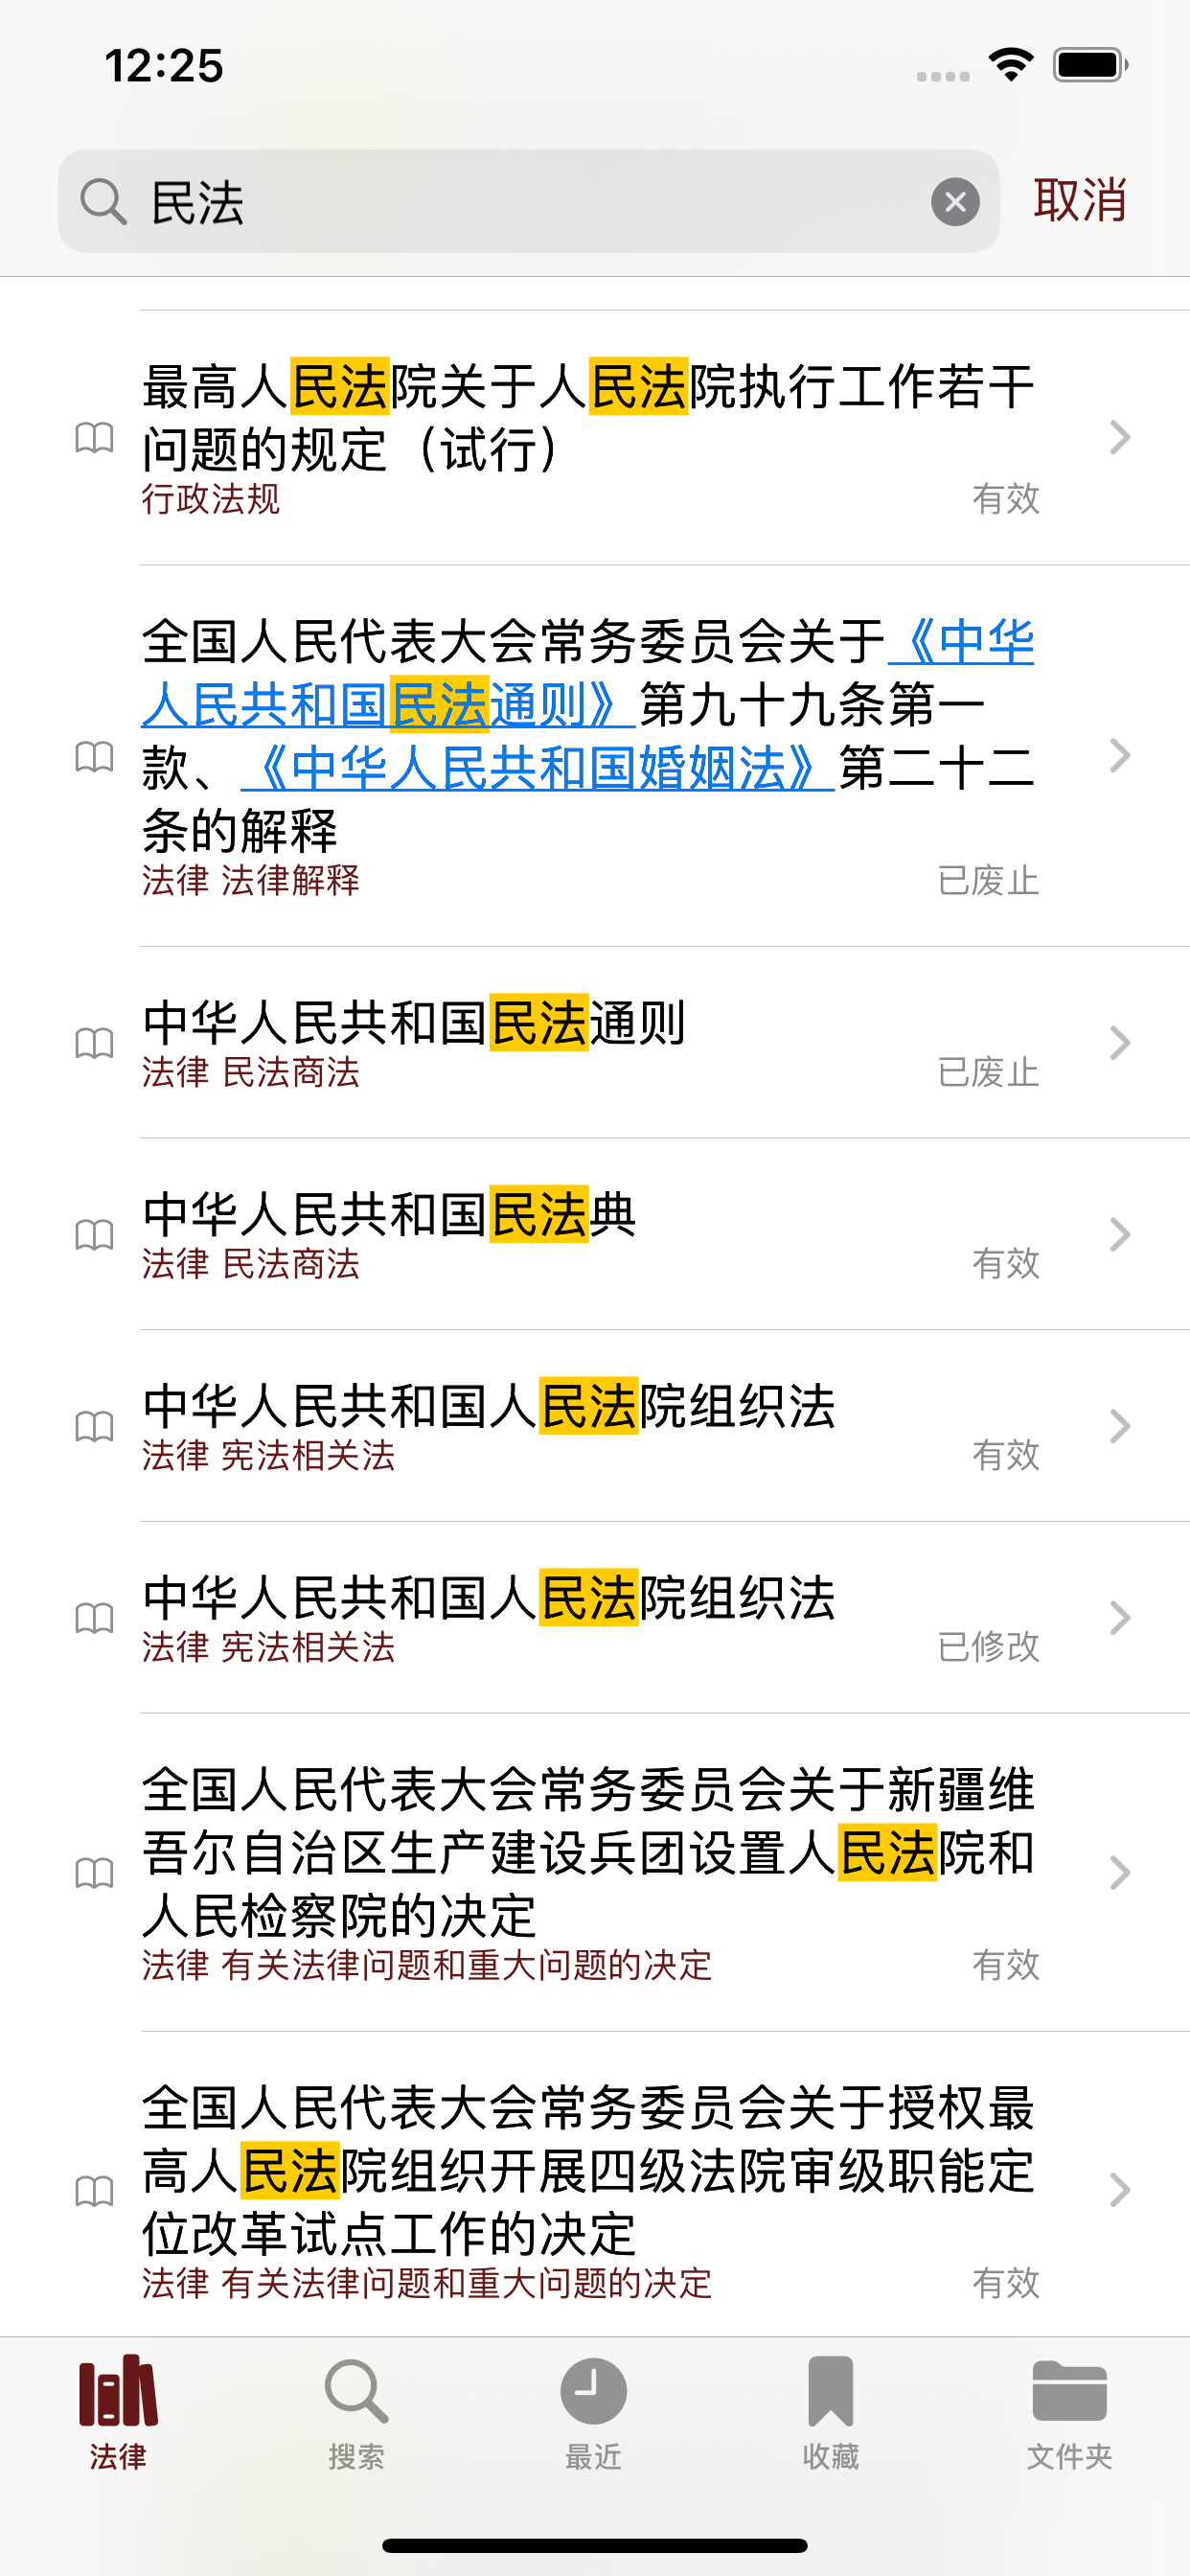 12:25
民法
取消
最高人民法院关于人民法院执行工作若干
问题的规定（试行）
行政法规
有效
全国人民代表大会常务委员会关于《中华
人民共和国民法通则》第九十九条第一
款、《中华人民共和国婚姻法》第二十二
条的解释
法律 法律解释
已废止
中华人民共和国民法通则
法律 民法商法
已废止
中华人民共和国民法典
法律 民法商法
有效
中华人民共和国人民法院组织法
法律 宪法相关法
有效
中华人民共和国人民法院组织法
法律 宪法相关法
已修改
全国人民代表大会常务委员会关于新疆维
吾尔自治区生产建设兵团设置人民法院和
人民检察院的决定
法律 有关法律问题和重大问题的决定
有效
全国人民代表大会常务委员会关于授权最
高人民法院组织开展四级法院审级职能定
位改革试点工作的决定
法律 有关法律问题和重大问题的决定
有效
法律
搜索
最近
收藏
文件夹